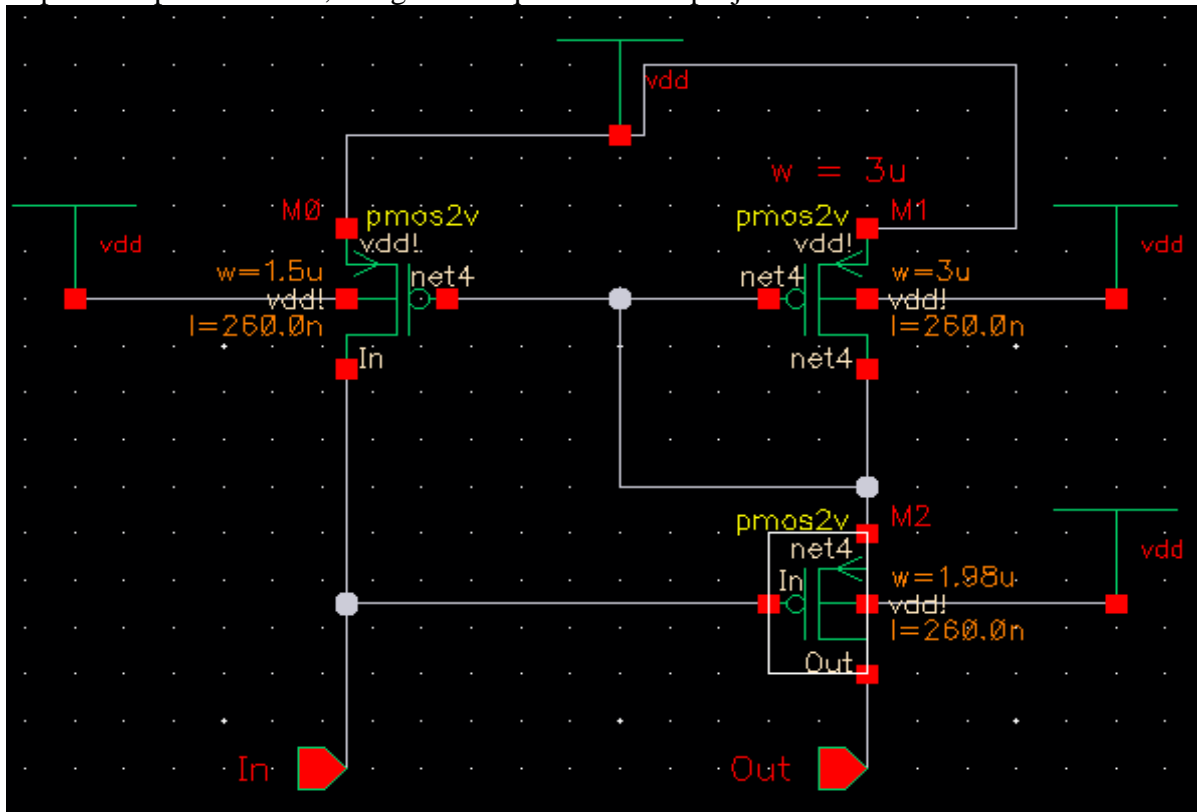 vdd
w = 3u
M0 pmos2v
pmos2v M1
vdd!
vdd!
vdd
vdd
w=1.5u
net4
net4
w=3u
vdd!
vdd!
l=260.0n
l=260.0n
In
net4
pmos2v M2
net4
vdd
In
w=1.98u
vdd!
l=260.0n
Out
In
Out